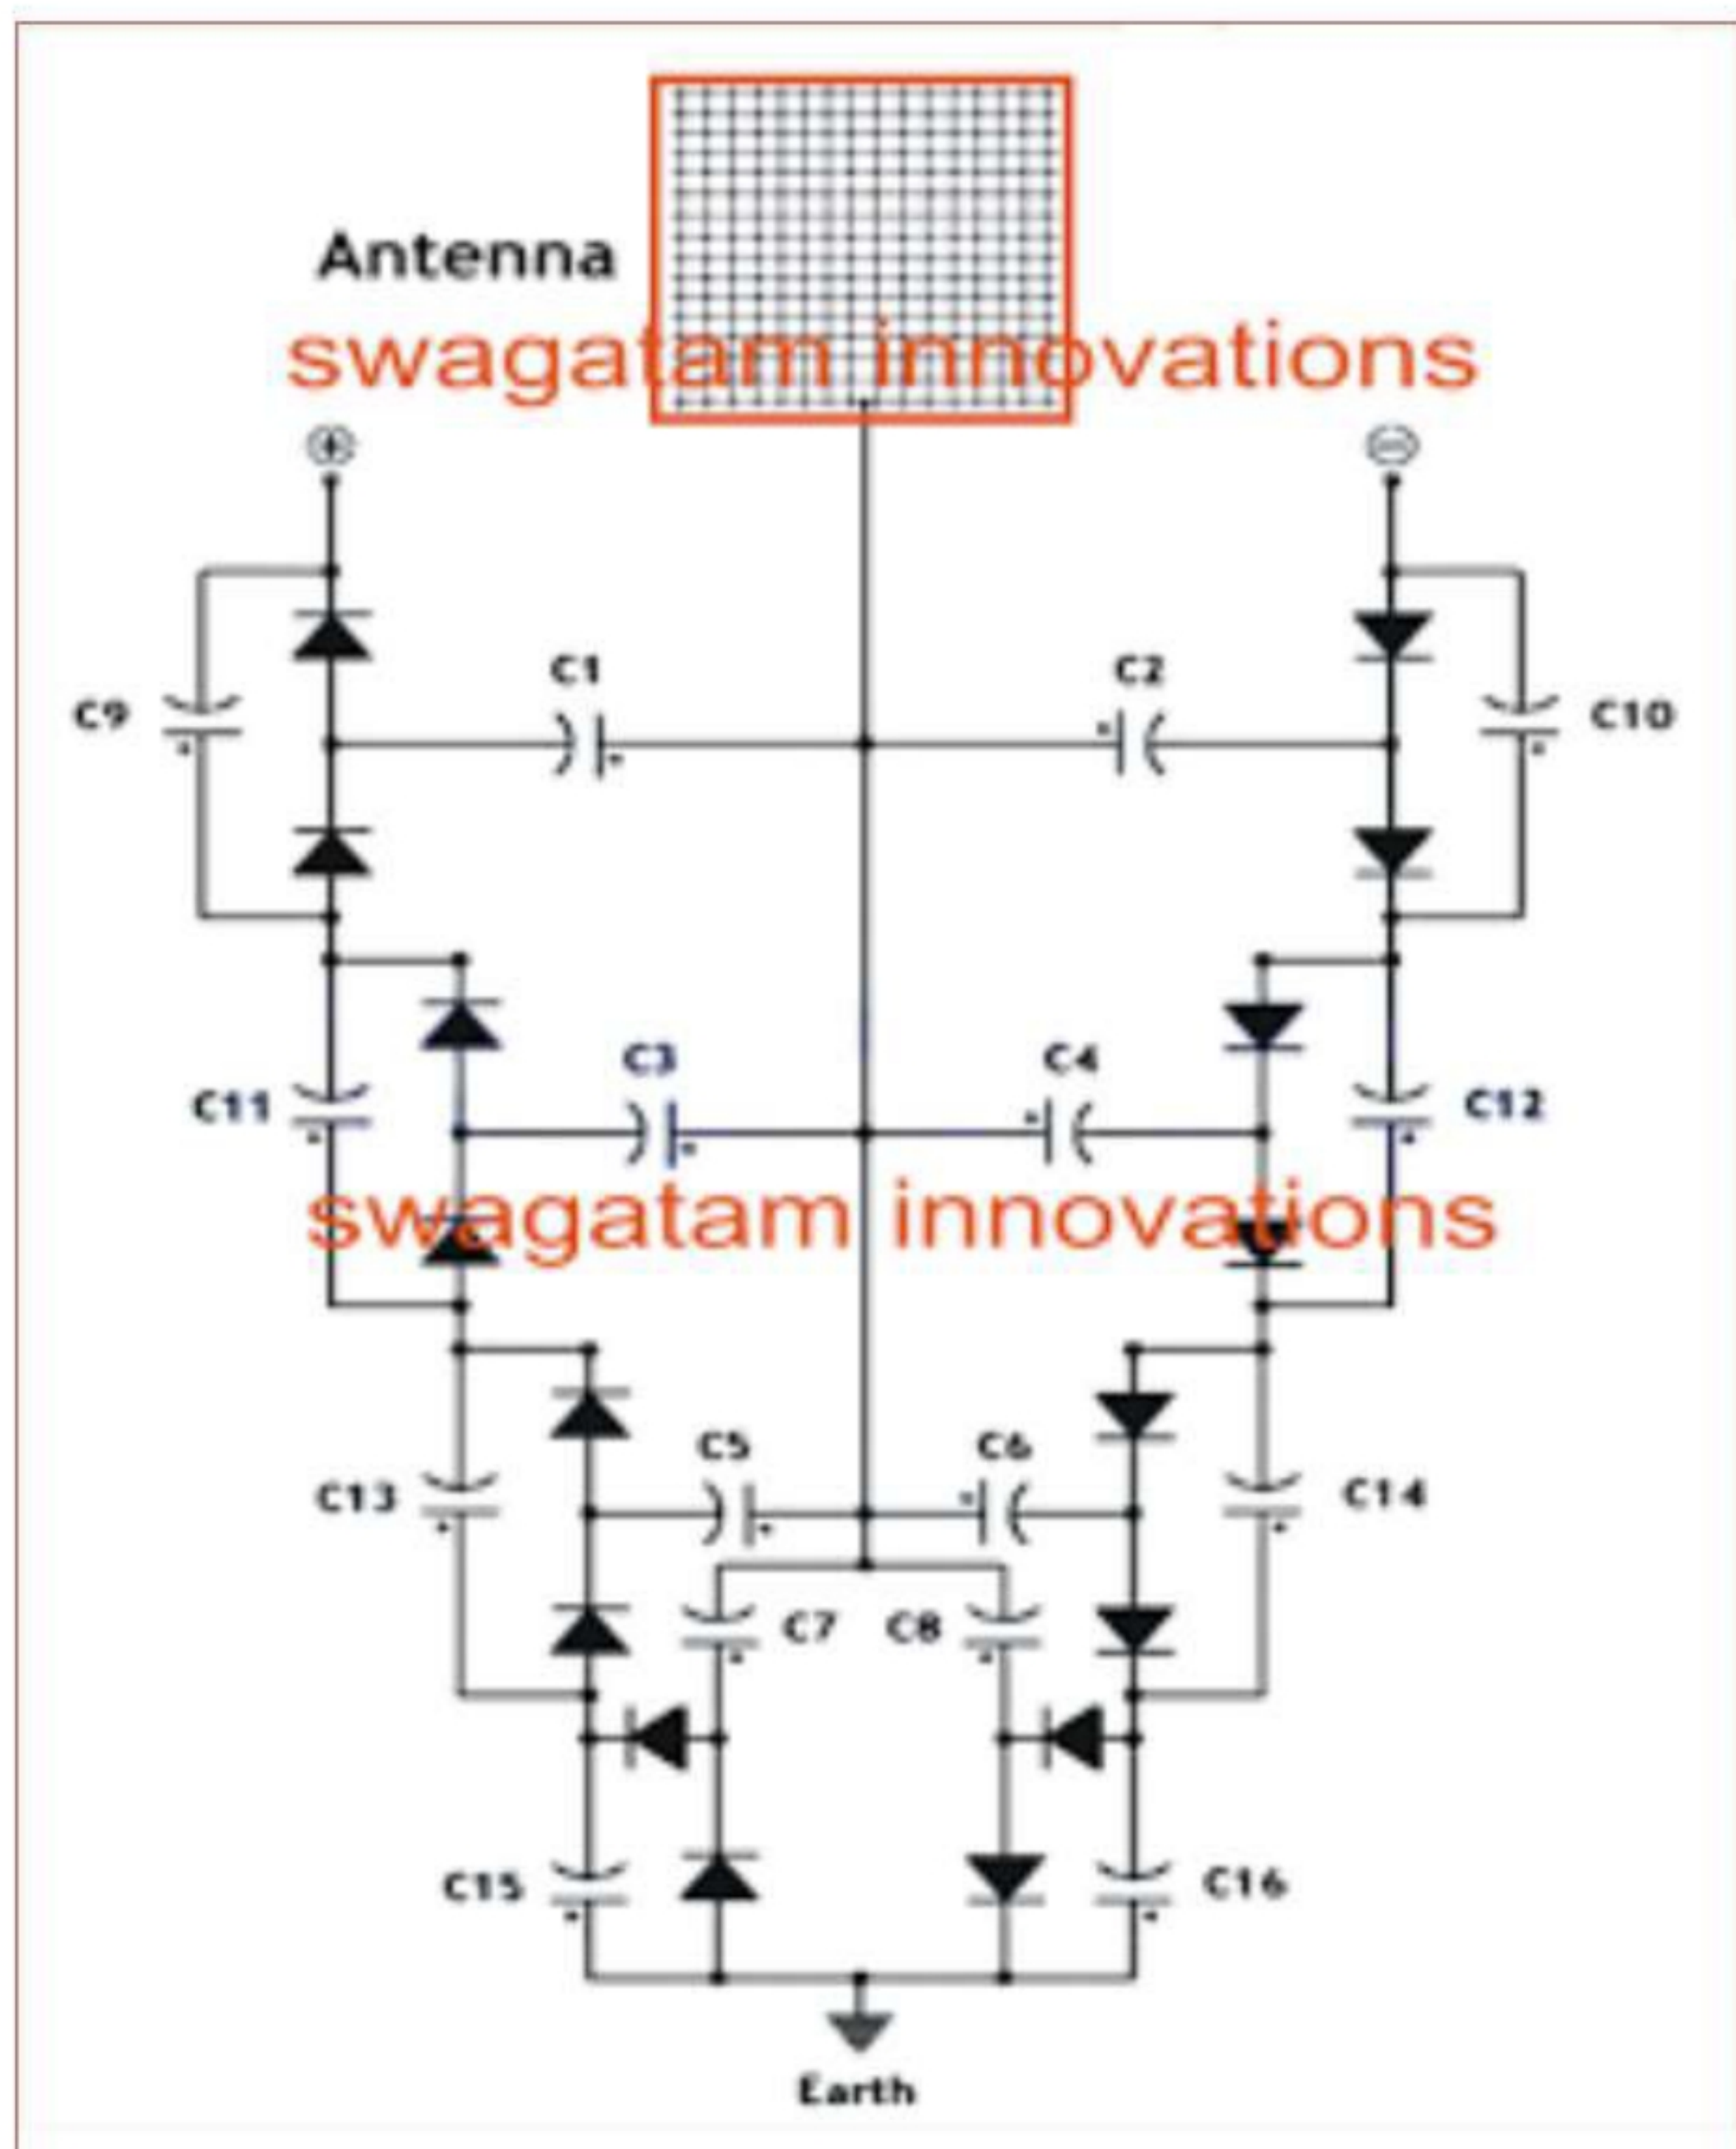 Antenna
swagatam innovations
+
−
C1
C2
C9
C10
C3
C4
C11
C12
swagatam innovations
C5
C6
C13
C14
C7
C8
C15
C16
Earth